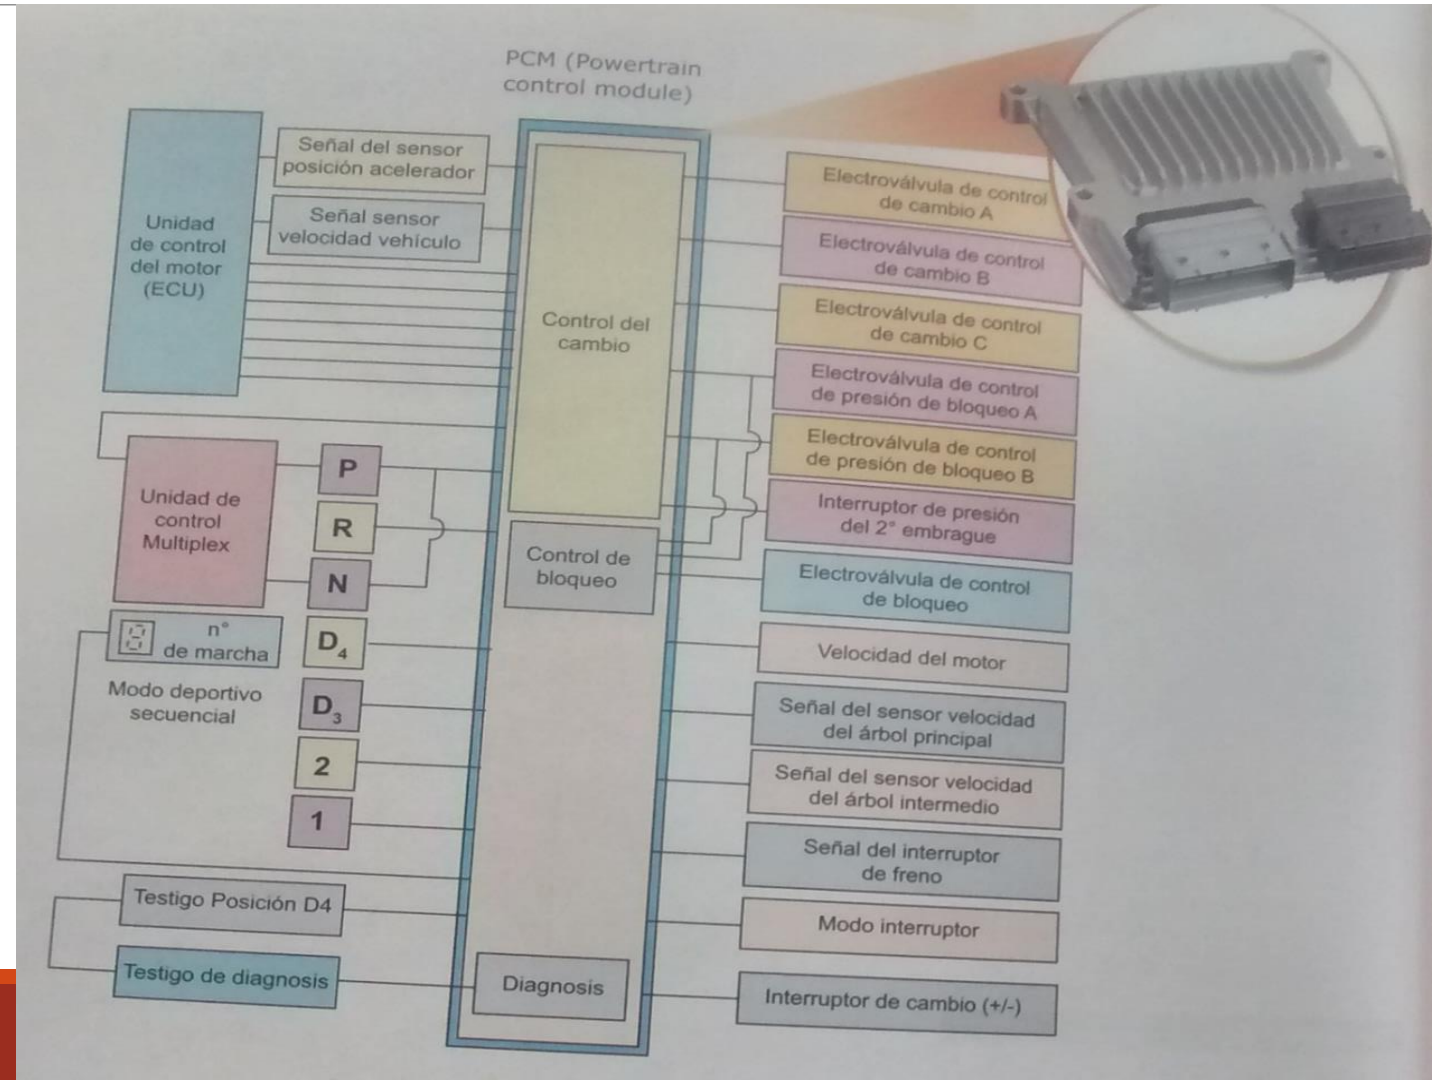 PCM (Powertrain
control module)
Unidad
de control
del motor
(ECU)
Señal del sensor
posición acelerador
Señal sensor
velocidad vehículo
Unidad de
control
Multiplex
n°
de marcha
Modo deportivo
secuencial
P
R
N
D4
D3
2
1
Testigo Posición D4
Testigo de diagnosis
Control del
cambio
Control de
bloqueo
Diagnosis
Electroválvula de control
de cambio A
Electroválvula de control
de cambio B
Electroválvula de control
de cambio C
Electroválvula de control
de presión de bloqueo A
Electroválvula de control
de presión de bloqueo B
Interruptor de presión
del 2° embrague
Electroválvula de control
de bloqueo
Velocidad del motor
Señal del sensor velocidad
del árbol principal
Señal del sensor velocidad
del árbol intermedio
Señal del interruptor
de freno
Modo interruptor
Interruptor de cambio (+/-)